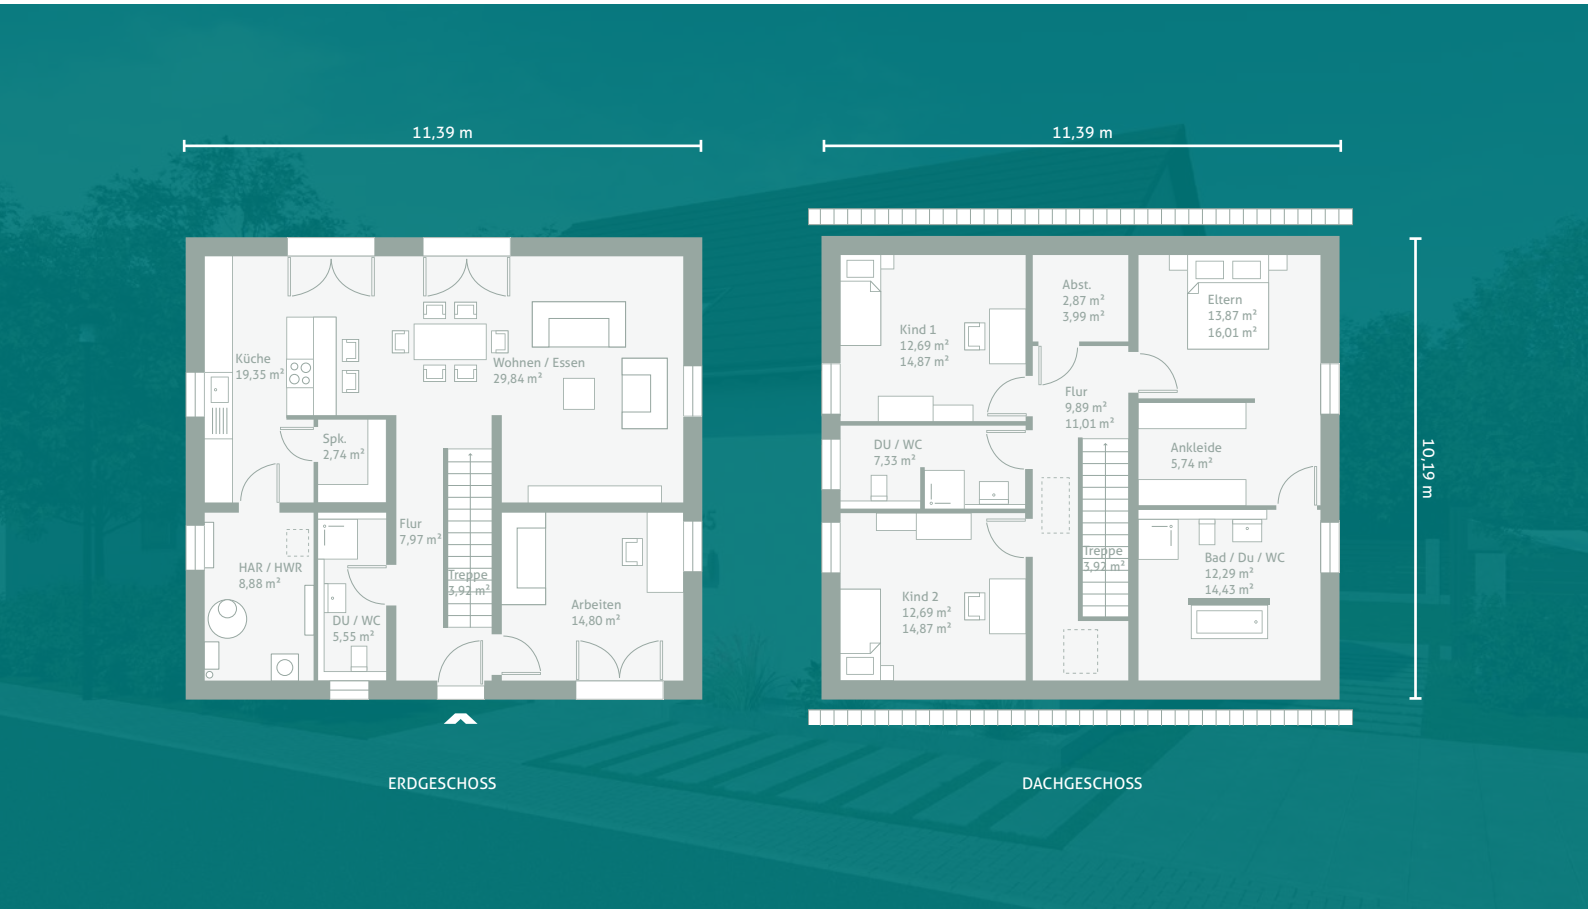 11,39 m
11,39 m
Küche
19,35 m²
Wohnen / Essen
29,84 m²
Spk.
2,74 m²
Flur
7,97 m²
HAR / HWR
8,88 m²
DU / WC
5,55 m²
Treppe
3,92 m²
Arbeiten
14,80 m²
ERDGESCHOSS
Kind 1
12,69 m²
14,87 m²
Abst.
2,87 m²
3,99 m²
Eltern
13,87 m²
16,01 m²
Flur
9,89 m²
11,01 m²
DU / WC
7,33 m²
Ankleide
5,74 m²
Treppe
3,92 m²
Bad / Du / WC
12,29 m²
14,43 m²
Kind 2
12,69 m²
14,87 m²
10,19 m
DACHGESCHOSS